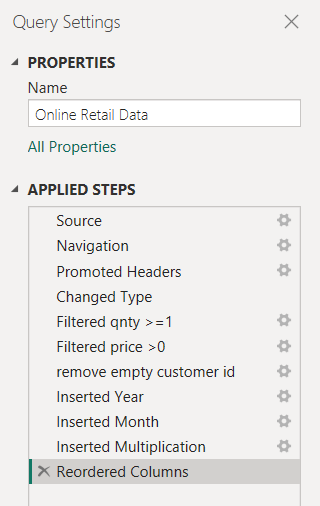 Query Settings
PROPERTIES
Name
Online Retail Data
All Properties
APPLIED STEPS
Source
Navigation
Promoted Headers
Changed Type
Filtered qnty >=1
Filtered price >0
remove empty customer id
Inserted Year
Inserted Month
Inserted Multiplication
Reordered Columns